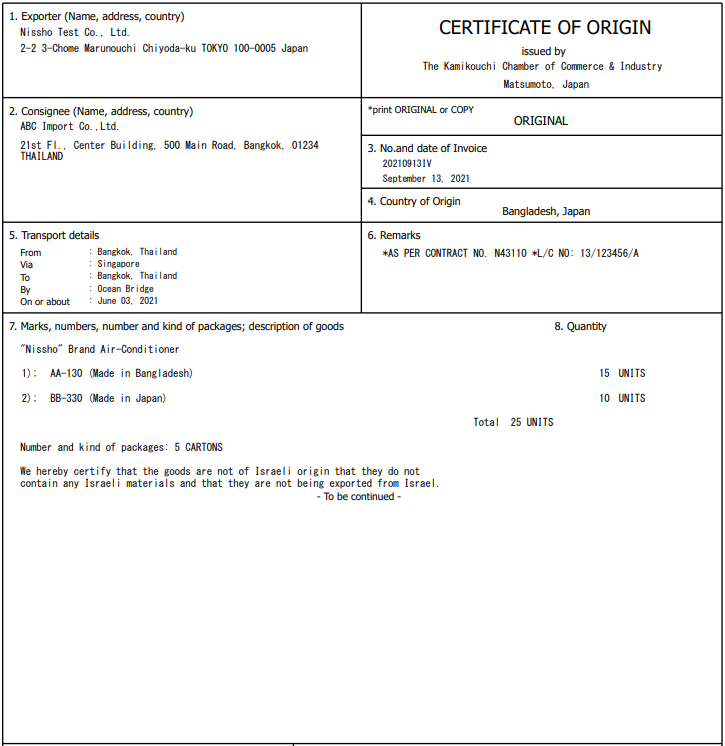 1. Exporter (Name, address, country)
Nissho Test Co., Ltd.
2-2 3-Chome Marunouchi Chiyoda-ku TOKYO 100-0005 Japan
CERTIFICATE OF ORIGIN
issued by
The Kamikouchi Chamber of Commerce & Industry
Matsumoto, Japan
2. Consignee (Name, address, country)
ABC Import Co.,Ltd.
21st Fl., Center Building, 500 Main Road, Bangkok, 01234
THAILAND
*print ORIGINAL or COPY
ORIGINAL
3. No.and date of Invoice
20210913IV
September 13, 2021
4. Country of Origin
Bangladesh, Japan
5. Transport details
From : Bangkok, Thailand
Via : Singapore
To : Bangkok, Thailand
By : Ocean Bridge
On or about : June 03, 2021
6. Remarks
*AS PER CONTRACT NO. N43110 *L/C NO: 13/123456/A
7. Marks, numbers, number and kind of packages; description of goods 8. Quantity
"Nissho" Brand Air-Conditioner
1): AA-130 (Made in Bangladesh) 15 UNITS
2): BB-330 (Made in Japan) 10 UNITS
Total 25 UNITS
Number and kind of packages: 5 CARTONS
We hereby certify that the goods are not of Israeli origin that they do not
contain any Israeli materials and that they are not being exported from Israel.
- To be continued -